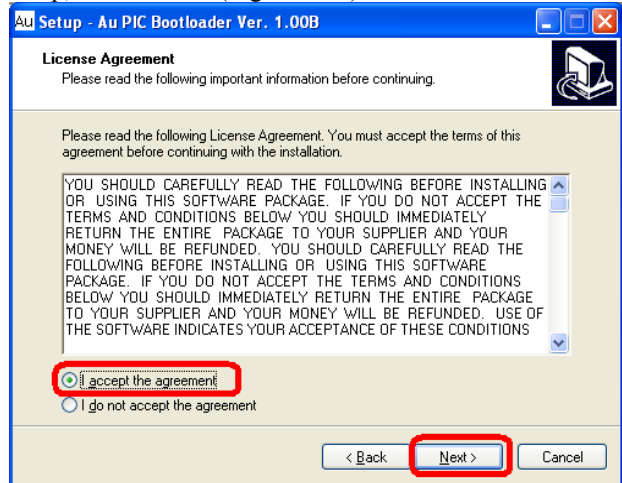 Au Setup - Au PIC Bootloader Ver. 1.00B
License Agreement
Please read the following important information before continuing.
Please read the following License Agreement. You must accept the terms of this
agreement before continuing with the installation.
YOU SHOULD CAREFULLY READ THE FOLLOWING BEFORE INSTALLING
OR USING THIS SOFTWARE PACKAGE. IF YOU DO NOT ACCEPT THE
TERMS AND CONDITIONS BELOW YOU SHOULD IMMEDIATELY
RETURN THE ENTIRE PACKAGE TO YOUR SUPPLIER AND YOUR
MONEY WILL BE REFUNDED. YOU SHOULD CAREFULLY READ THE
FOLLOWING BEFORE INSTALLING OR USING THIS SOFTWARE
PACKAGE. IF YOU DO NOT ACCEPT THE TERMS AND CONDITIONS
BELOW YOU SHOULD IMMEDIATELY RETURN THE ENTIRE PACKAGE
TO YOUR SUPPLIER AND YOUR MONEY WILL BE REFUNDED. USE OF
THE SOFTWARE INDICATES YOUR ACCEPTANCE OF THESE CONDITIONS
I accept the agreement
I do not accept the agreement
< Back Next > Cancel